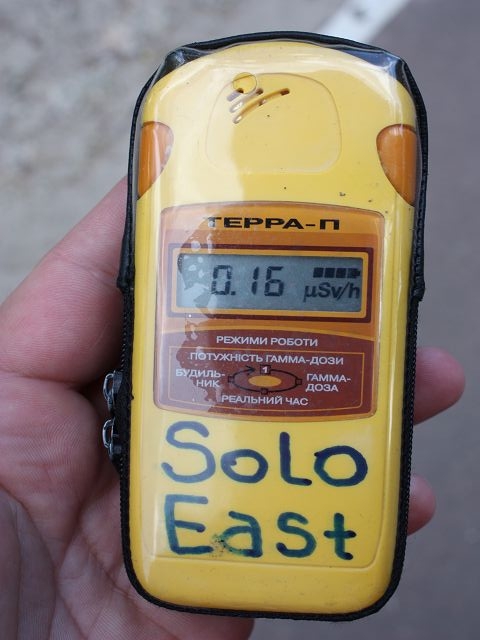 ТЕРРА-П
0.16 µSv/h
РЕЖИМИ РОБОТИ
ПОТУЖНІСТЬ ГАММА-ДОЗИ
1
БУДИЛЬ-
НИК
ГАММА-
ДОЗА
РЕАЛЬНИЙ ЧАС
SoLo
East